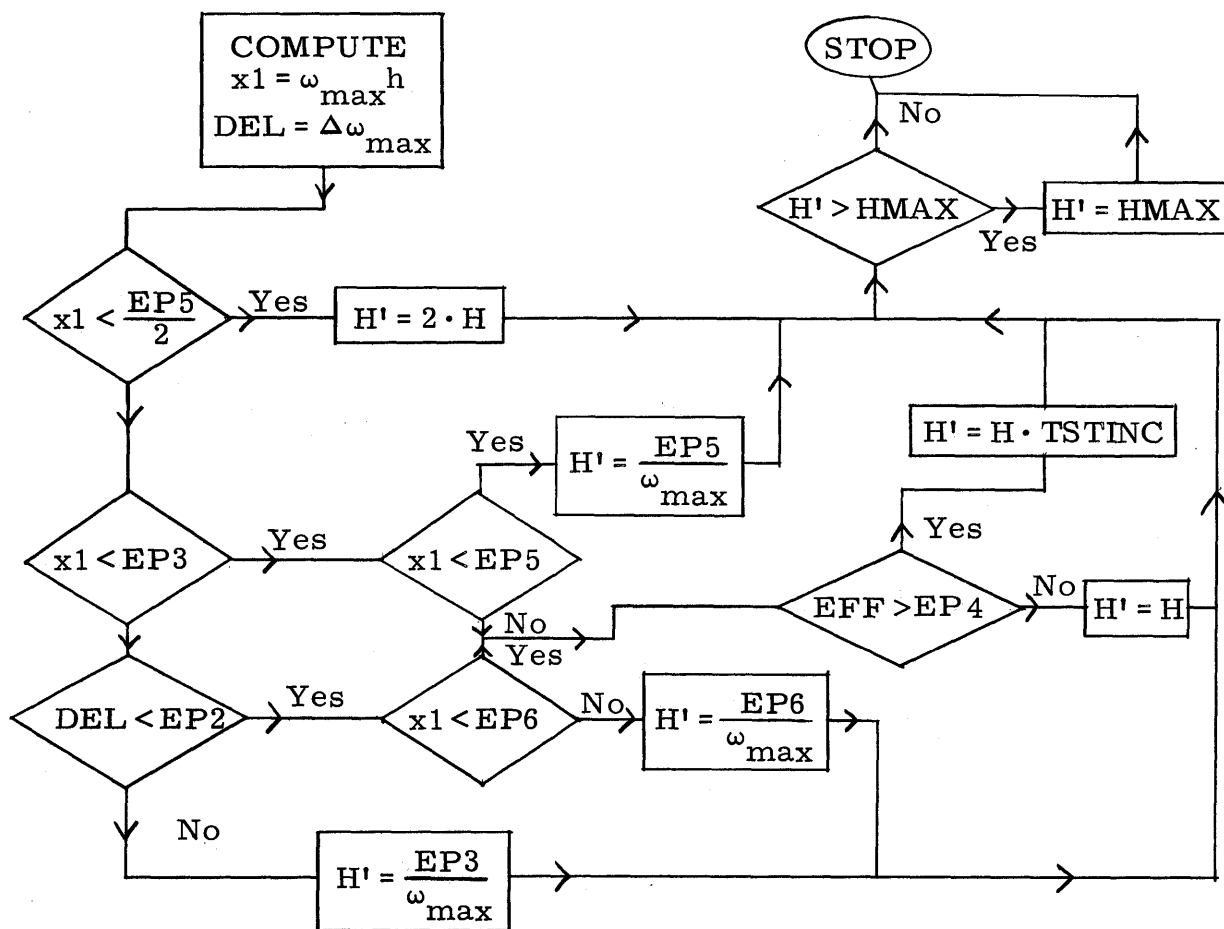 COMPUTE
x1 = ω_max h
DEL = Δω_max
STOP
No
H' > HMAX
Yes
H' = HMAX
x1 < EP5/2
Yes
H' = 2 · H
H' = H · TSTINC
Yes
H' = EP5/ω_max
x1 < EP3
Yes
x1 < EP5
No
Yes
EFF > EP4
Yes
No
H' = H
DEL < EP2
Yes
x1 < EP6
No
H' = EP6/ω_max
No
H' = EP3/ω_max